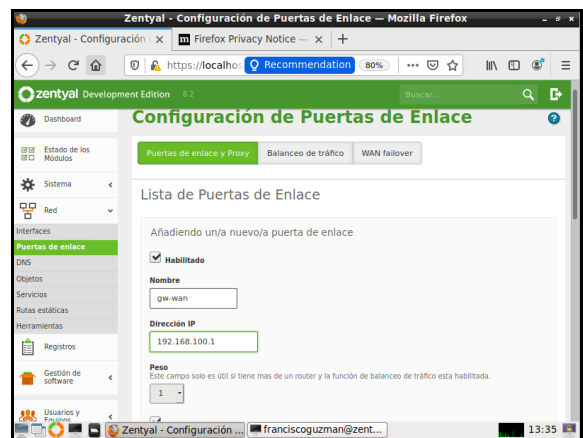 Zentyal - Configuración de Puertas de Enlace — Mozilla Firefox
Zentyal - Configuración
Firefox Privacy Notice —
https://localho
Recommendation
80%
zentyal Development Edition 6.2
Buscar...
Dashboard
Estado de los
Módulos
Sistema
Red
Interfaces
Puertas de enlace
DNS
Objetos
Servicios
Rutas estáticas
Herramientas
Registros
Gestión de
software
Usuarios y
Equipos
Configuración de Puertas de Enlace
Puertas de enlace y Proxy
Balanceo de tráfico
WAN failover
Lista de Puertas de Enlace
Añadiendo un/a nuevo/a puerta de enlace
Habilitado
Nombre
gw-wan
Dirección IP
192.168.100.1
Peso
Este campo solo es útil si tiene mas de un router y la función de balanceo de tráfico esta habilitada.
1
Zentyal - Configuración ...
franciscoguzman@zent...
13:35